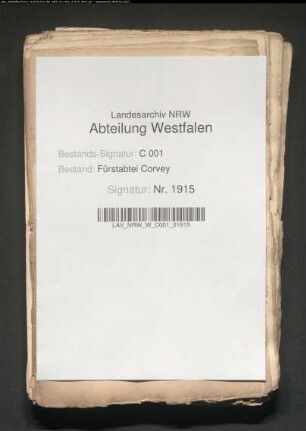 Landesarchiv NRW
Abteilung Westfalen
Bestands-Signatur: C 001
Bestand: Fürstabtei Corvey
Signatur: Nr. 1915
LAV_NRW_W_C001_01915